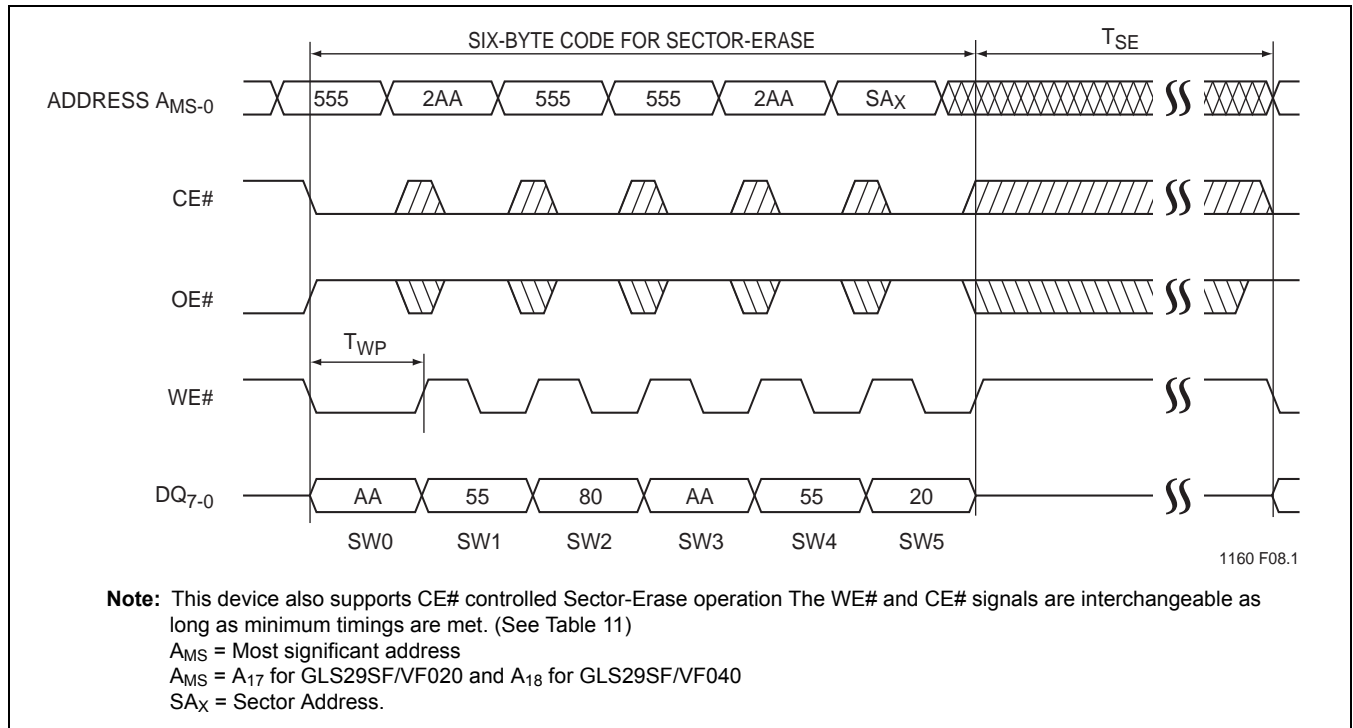 SIX-BYTE CODE FOR SECTOR-ERASE TSE
ADDRESS AMS-0 555 2AA 555 555 2AA SAX
CE#
OE#
TWP
WE#
DQ7-0 AA 55 80 AA 55 20
SW0 SW1 SW2 SW3 SW4 SW5
1160 F08.1
Note: This device also supports CE# controlled Sector-Erase operation The WE# and CE# signals are interchangeable as
long as minimum timings are met. (See Table 11)
AMS = Most significant address
AMS = A17 for GLS29SF/VF020 and A18 for GLS29SF/VF040
SAX = Sector Address.